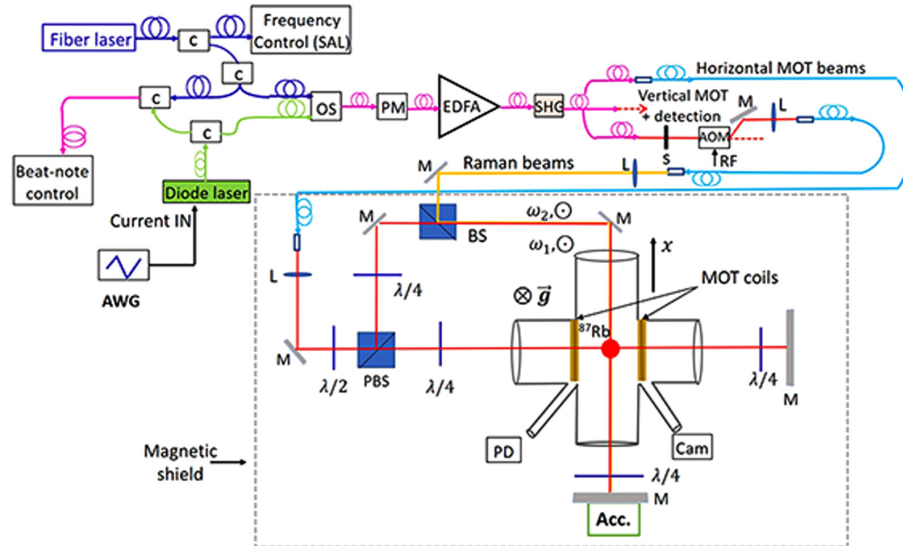 Fiber laser
C
Frequency
Control (SAL)
C
C
OS
PM
EDFA
SHG
Horizontal MOT beams
Vertical MOT
+ detection
M
L
AOM
S
RF
C
Beat-note
control
Diode laser
Current IN
AWG
M
Raman beams
L
M
BS
ω₂,⊙
M
ω₁,⊙
x
L
λ/4
⊗ g⃗
MOT coils
⁸⁷Rb
M
λ/2
PBS
λ/4
λ/4
M
PD
Cam
Magnetic
shield
λ/4
M
Acc.